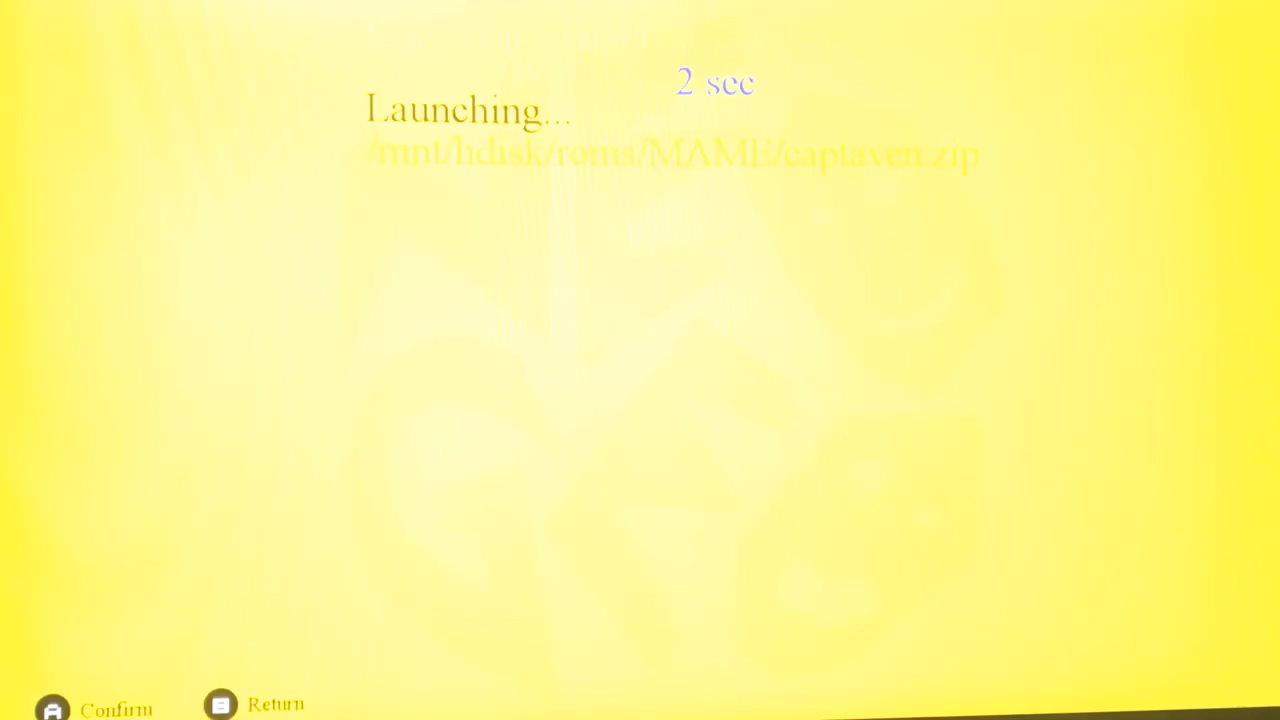 2 sec
Launching...
/mnt/hdisk/roms/MAME/captaven.zip
A Confirm
B Return